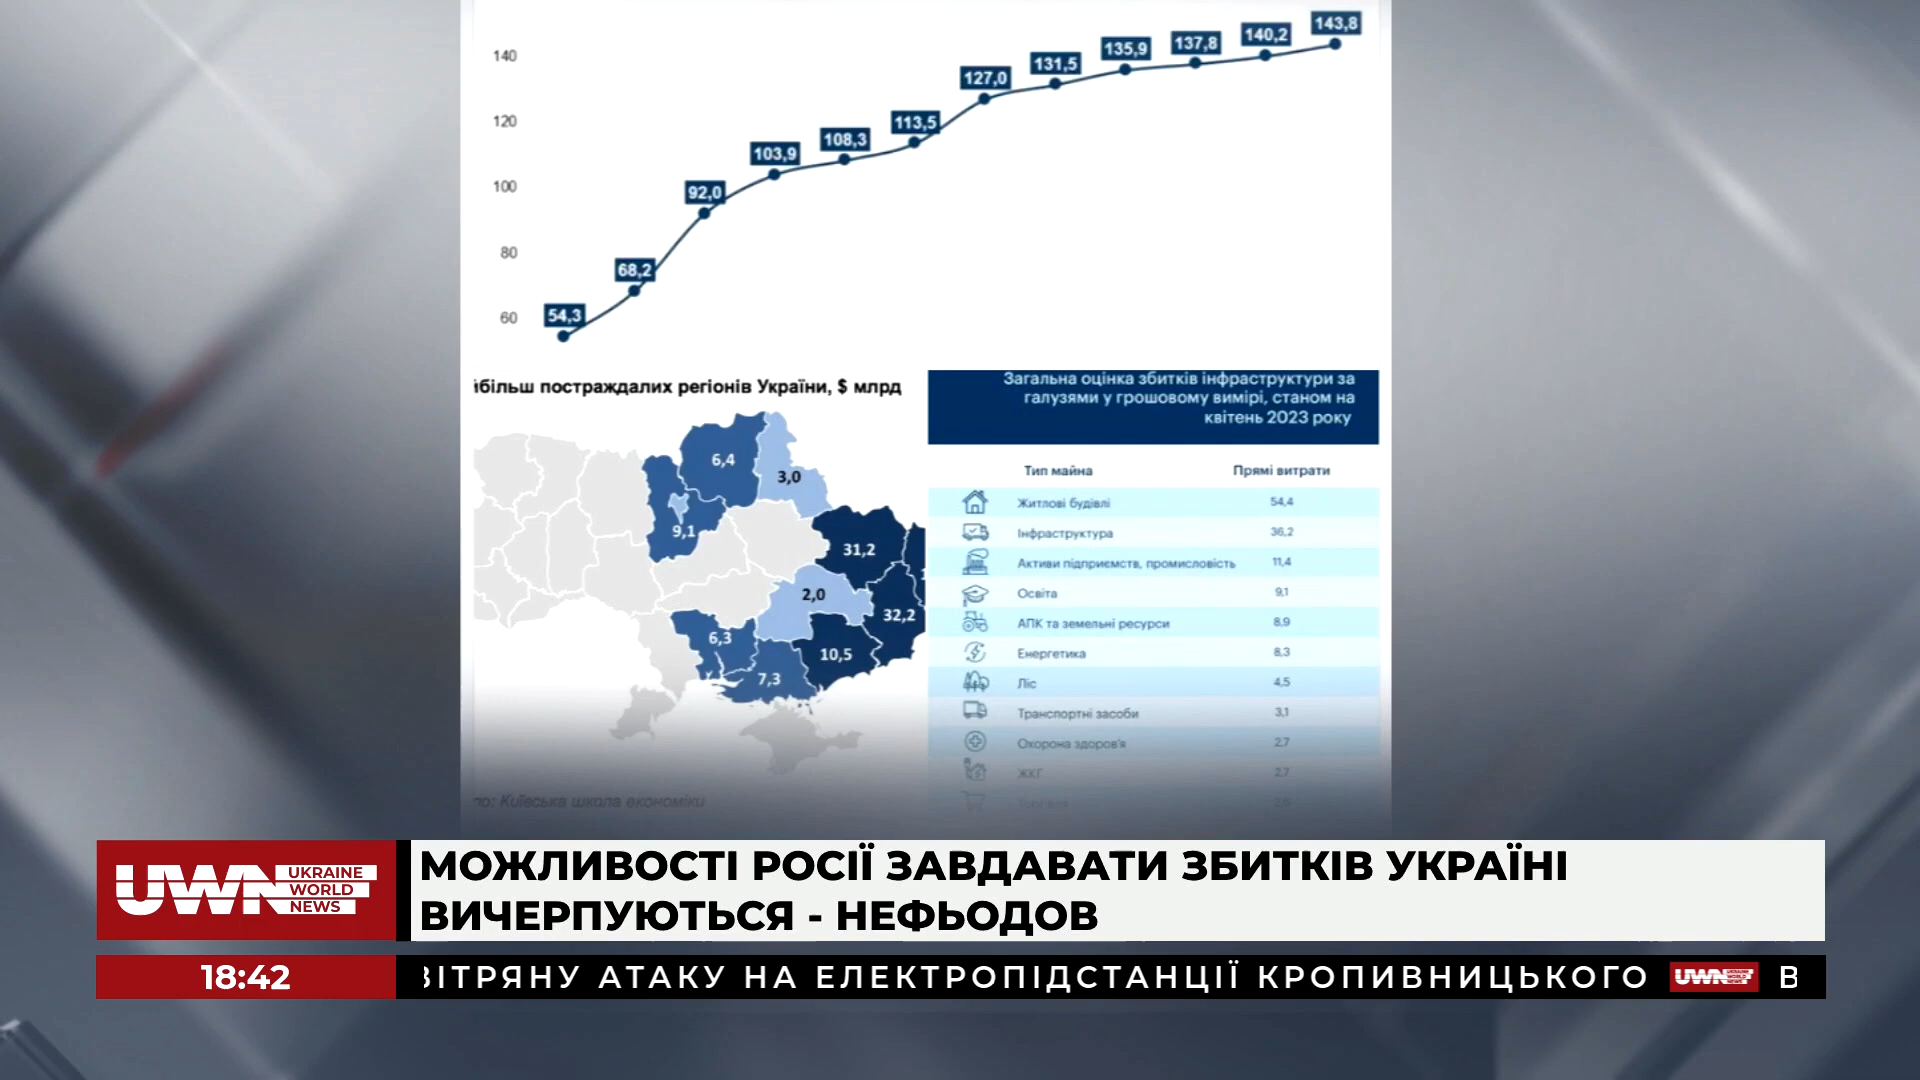 140
120
100
80
60
54,3
68,2
92,0
103,9
108,3
113,5
127,0
131,5
135,9
137,8
140,2
143,8
постраждалих регіонів України, $ млрд
6,4
3,0
9,1
31,2
2,0
32,2
6,3
10,5
7,3
Київська школа економіки
Загальна оцінка збитків інфраструктури за
галузями у грошовому вимірі, станом на
квітень 2023 року
Тип майна Прямі витрати
Житлові будівлі 54,4
Інфраструктура 36,2
Активи підприємств, промисловість 11,4
Освіта 9,1
АПК та земельні ресурси 8,9
Енергетика 8,3
Ліс 4,5
Транспортні засоби 3,1
Охорона здоров'я 2,7
ЖКГ 2,7
UWN UKRAINE
WORLD
NEWS
МОЖЛИВОСТІ РОСІЇ ЗАВДАВАТИ ЗБИТКІВ УКРАЇНІ
ВИЧЕРПУЮТЬСЯ - НЕФЬОДОВ
18:42
АТАКУ НА ЕЛЕКТРОПІДСТАНЦІЇ КРОПИВНИЦЬКОГО UWN